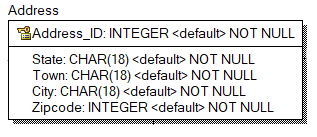 Address
Address_ID: INTEGER <default> NOT NULL
State: CHAR(18) <default> NOT NULL
Town: CHAR(18) <default> NOT NULL
City: CHAR(18) <default> NOT NULL
Zipcode: INTEGER <default> NOT NULL